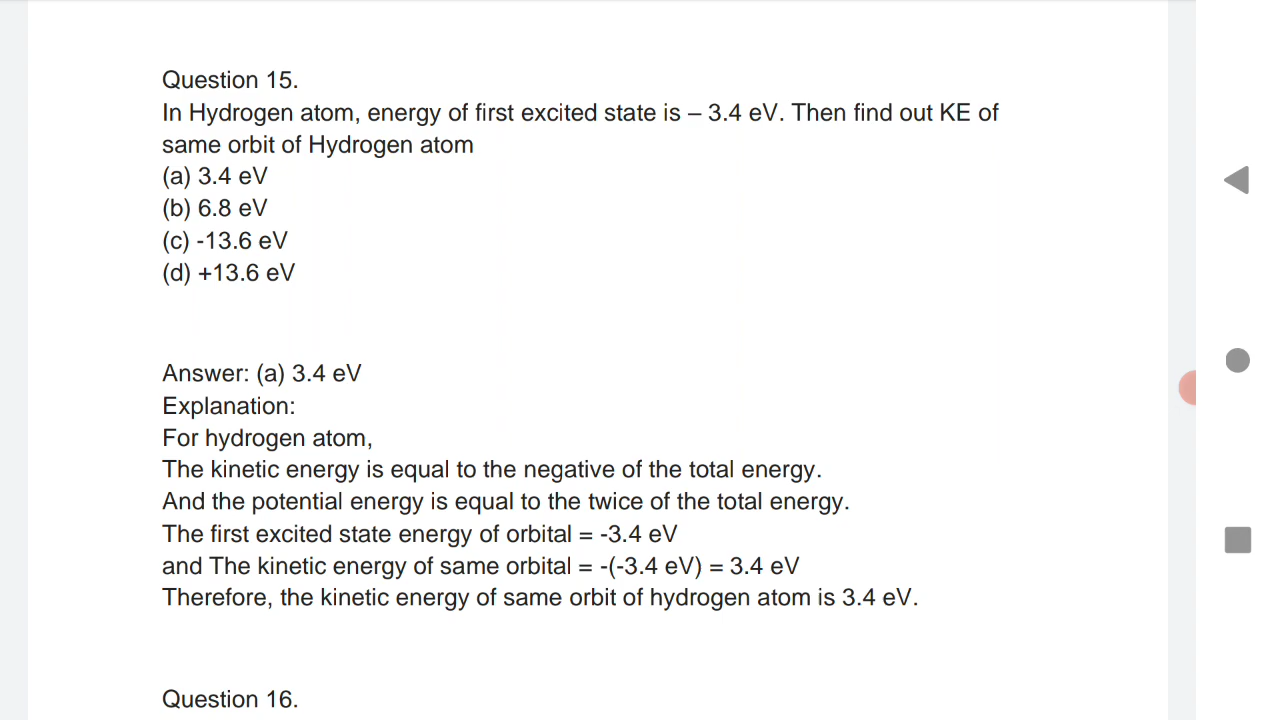 Question 15.
In Hydrogen atom, energy of first excited state is – 3.4 eV. Then find out KE of
same orbit of Hydrogen atom
(a) 3.4 eV
(b) 6.8 eV
(c) -13.6 eV
(d) +13.6 eV
Answer: (a) 3.4 eV
Explanation:
For hydrogen atom,
The kinetic energy is equal to the negative of the total energy.
And the potential energy is equal to the twice of the total energy.
The first excited state energy of orbital = -3.4 eV
and The kinetic energy of same orbital = -(-3.4 eV) = 3.4 eV
Therefore, the kinetic energy of same orbit of hydrogen atom is 3.4 eV.
Question 16.